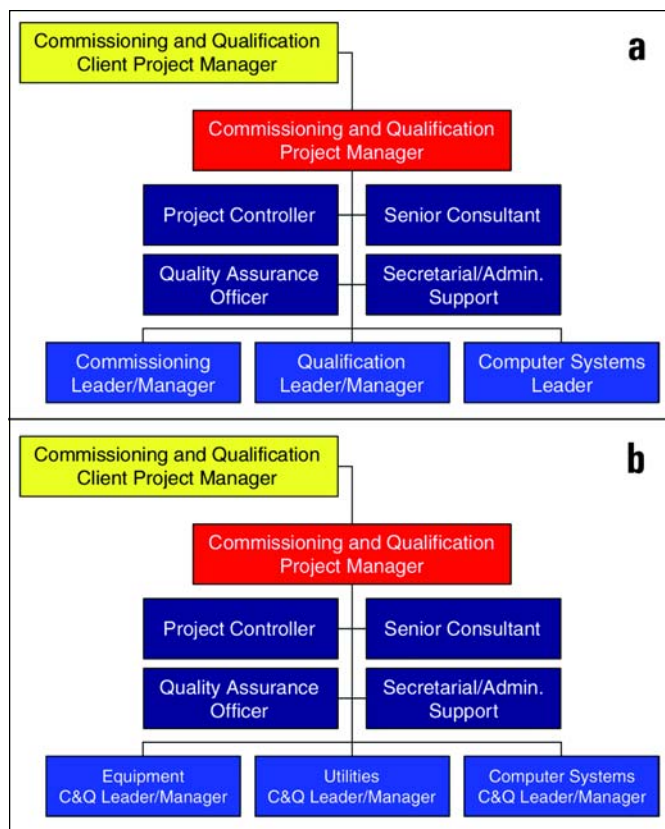 a
Commissioning and Qualification
Client Project Manager
Commissioning and Qualification
Project Manager
Project Controller
Senior Consultant
Quality Assurance
Officer
Secretarial/Admin.
Support
Commissioning
Leader/Manager
Qualification
Leader/Manager
Computer Systems
Leader
b
Commissioning and Qualification
Client Project Manager
Commissioning and Qualification
Project Manager
Project Controller
Senior Consultant
Quality Assurance
Officer
Secretarial/Admin.
Support
Equipment
C&Q Leader/Manager
Utilities
C&Q Leader/Manager
Computer Systems
C&Q Leader/Manager